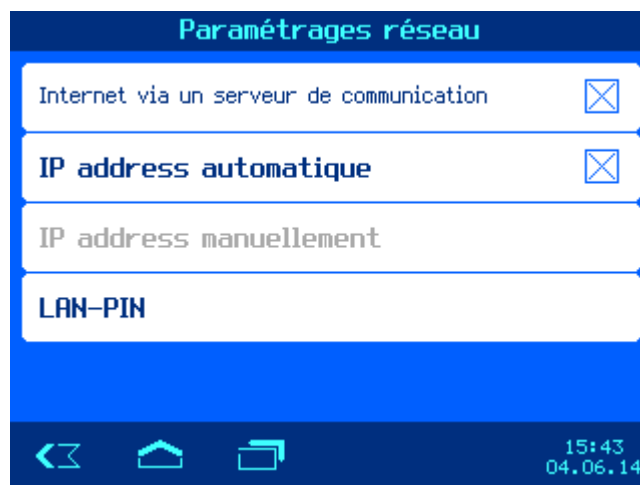 Paramétrages réseau
Internet via un serveur de communication
IP address automatique
IP address manuellement
LAN-PIN
15:43
04.06.14